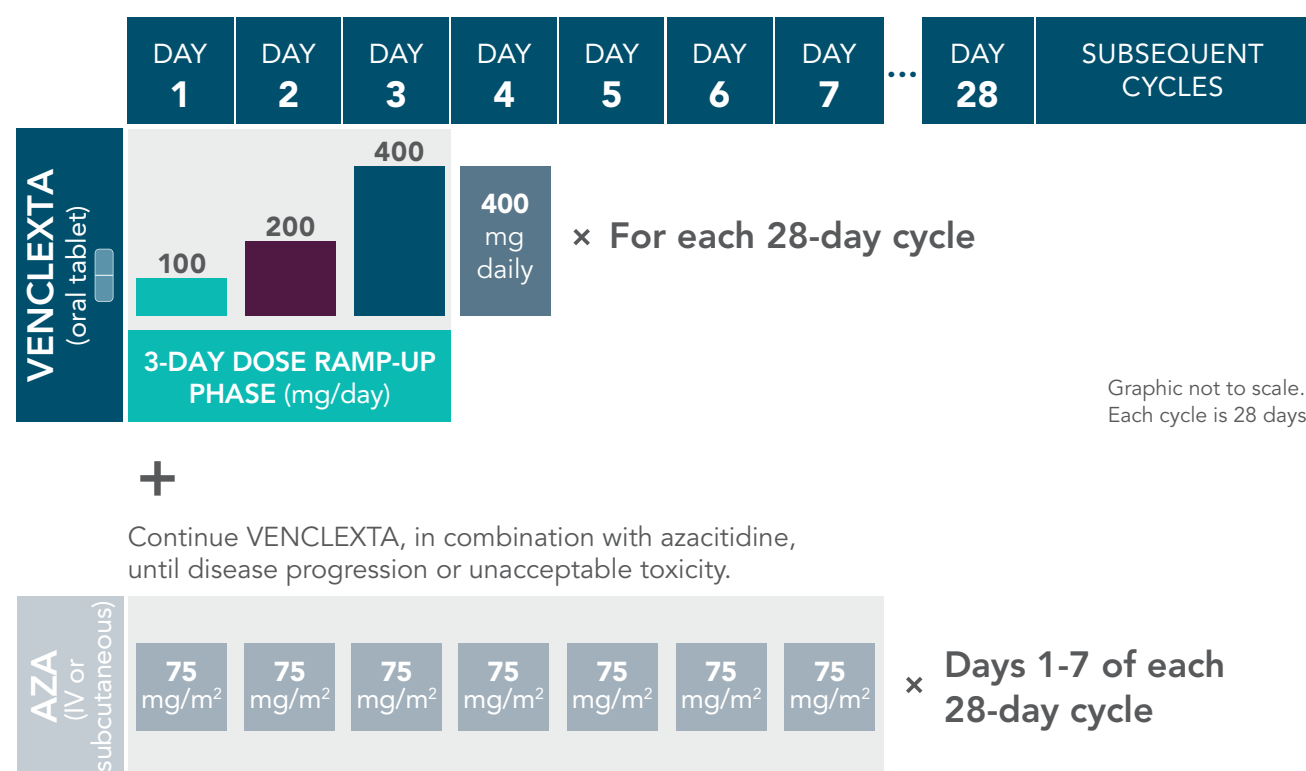 DAY
1
DAY
2
DAY
3
DAY
4
DAY
5
DAY
6
DAY
7
...
DAY
28
SUBSEQUENT
CYCLES
VENCLEXTA
(oral tablet)
100
200
400
400
mg
daily
× For each 28-day cycle
3-DAY DOSE RAMP-UP
PHASE (mg/day)
Graphic not to scale.
Each cycle is 28 days
+
Continue VENCLEXTA, in combination with azacitidine,
until disease progression or unacceptable toxicity.
AZA
(IV or
subcutaneous)
75
mg/m²
75
mg/m²
75
mg/m²
75
mg/m²
75
mg/m²
75
mg/m²
75
mg/m²
× Days 1-7 of each
28-day cycle